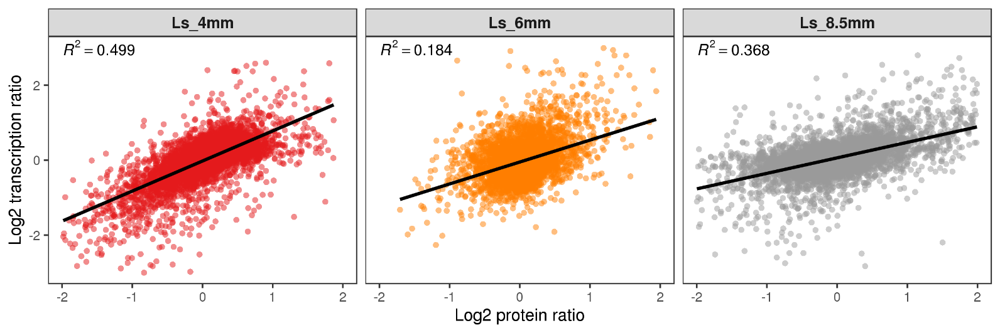 Ls_4mm
Ls_6mm
Ls_8.5mm
R² = 0.499
R² = 0.184
R² = 0.368
Log2 transcription ratio
2
0
-2
-2 -1 0 1 2
-2 -1 0 1 2
-2 -1 0 1 2
Log2 protein ratio